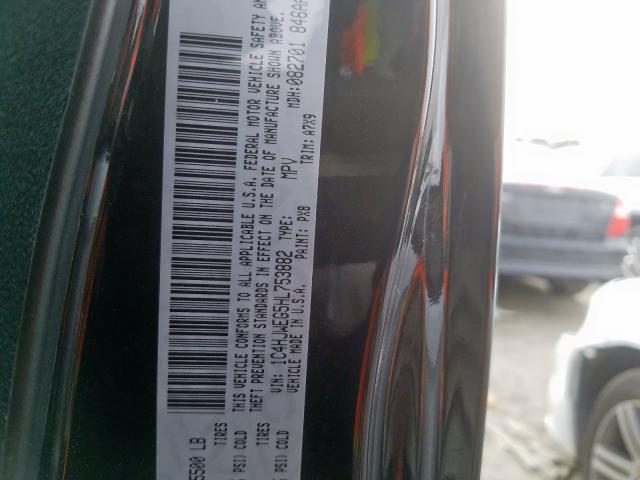 5500 LB
TIRES
PSI) COLD
THIS VEHICLE CONFORMS TO ALL APPLICABLE U.S.A. FEDERAL MOTOR VEHICLE SAFETY AN
TIRES
THEFT PREVENTION STANDARDS IN EFFECT ON THE DATE OF MANUFACTURE SHOWN ABOVE.
PSI) COLD
VIN: 1C4HJWEG5HL753882 TYPE: MPV MDH:082701 846AA
VEHICLE MADE IN U.S.A. PAINT: PX8 TRIM: A7X9